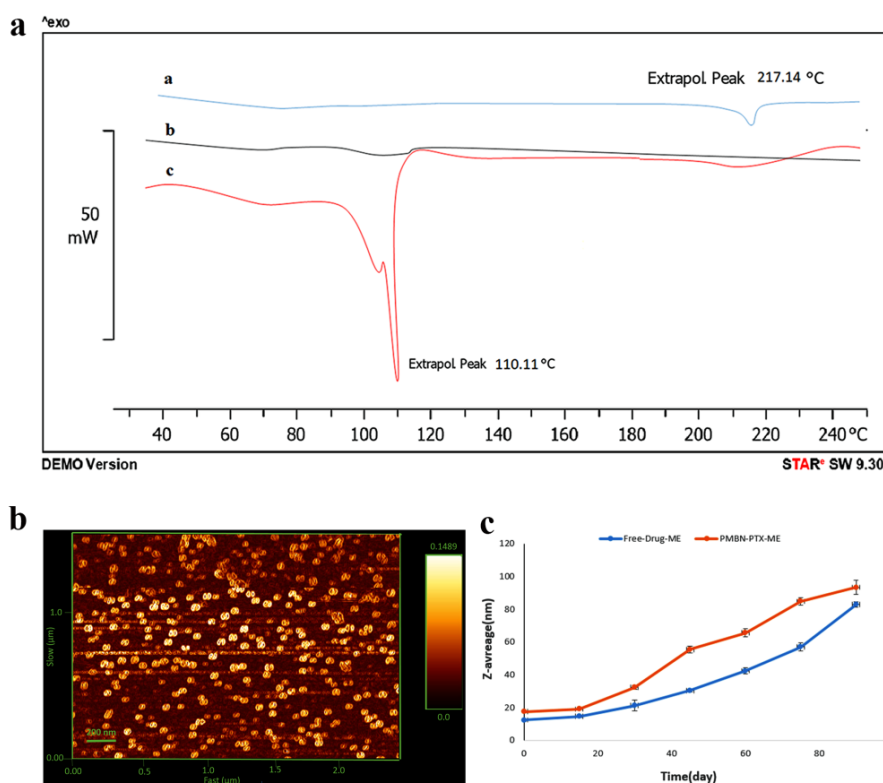 a
^exo
a
Extrapol. Peak 217.14 °C
b
c
50
mW
Extrapol. Peak 110.11 °C
40 60 80 100 120 140 160 180 200 220 240 °C
DEMO Version
STARe SW 9.30
b
0.1489
1.0
Slow (µm)
200 nm
0.00
0.00 0.5 1.0 1.5 2.0
Fast (µm)
0.0
c
Free-Drug-ME PMBN-PTX-ME
120
100
80
60
40
20
0
Z-avreage(nm)
0 20 40 60 80
Time(day)